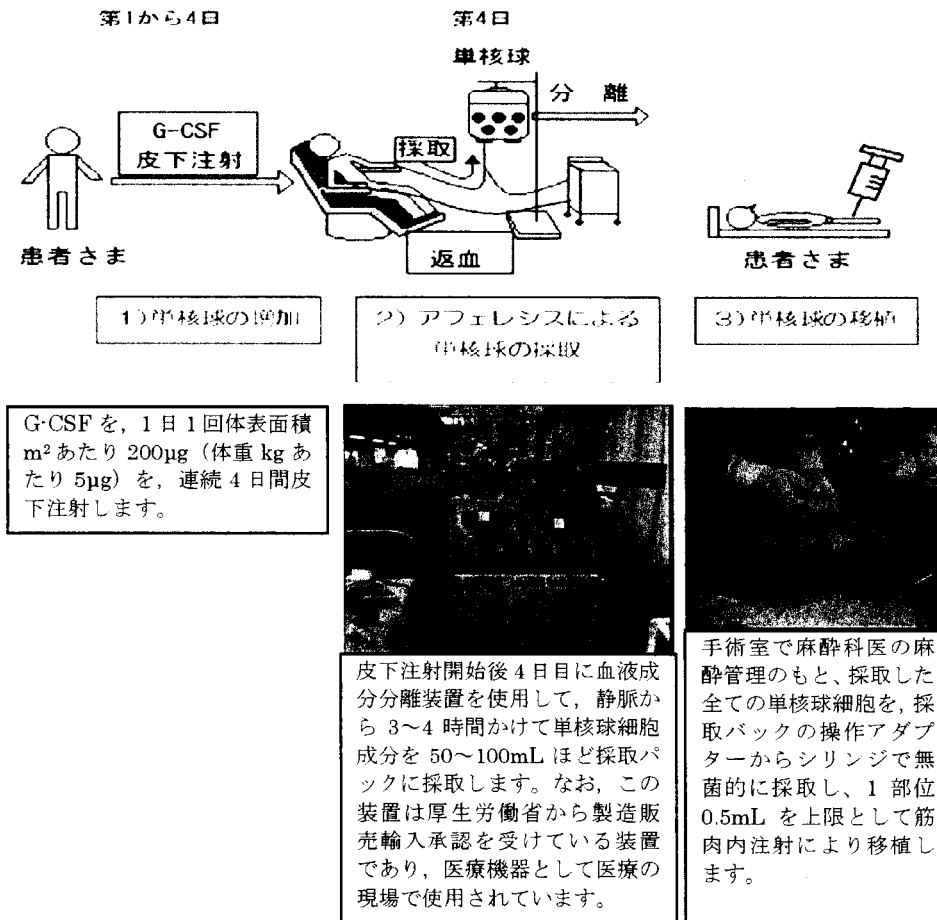 第1から4日
第4日
単核球
分 離
G-CSF
皮下注射
採取
患者さま
返血
患者さま
1)単核球の増加
2) アフェレシスによる
単核球の採取
3)単核球の移植
G-CSF を, 1 日 1 回体表面積
m² あたり 200μg（体重 kg あ
たり 5μg）を, 連続 4 日間皮
下注射します。
皮下注射開始後 4 日目に血液成
分分離装置を使用して, 静脈か
ら 3～4 時間かけて単核球細胞
成分を 50～100mL ほど採取パ
ックに採取します。なお, この
装置は厚生労働省から製造販
売輸入承認を受けている装置
であり, 医療機器として医療の
現場で使用されています。
手術室で麻酔科医の麻
酔管理のもと、採取した
全ての単核球細胞を, 採
取バックの操作アダプ
ターからシリンジで無
菌的に採取し、1 部位
0.5mL を上限として筋
肉内注射により移植し
ます。